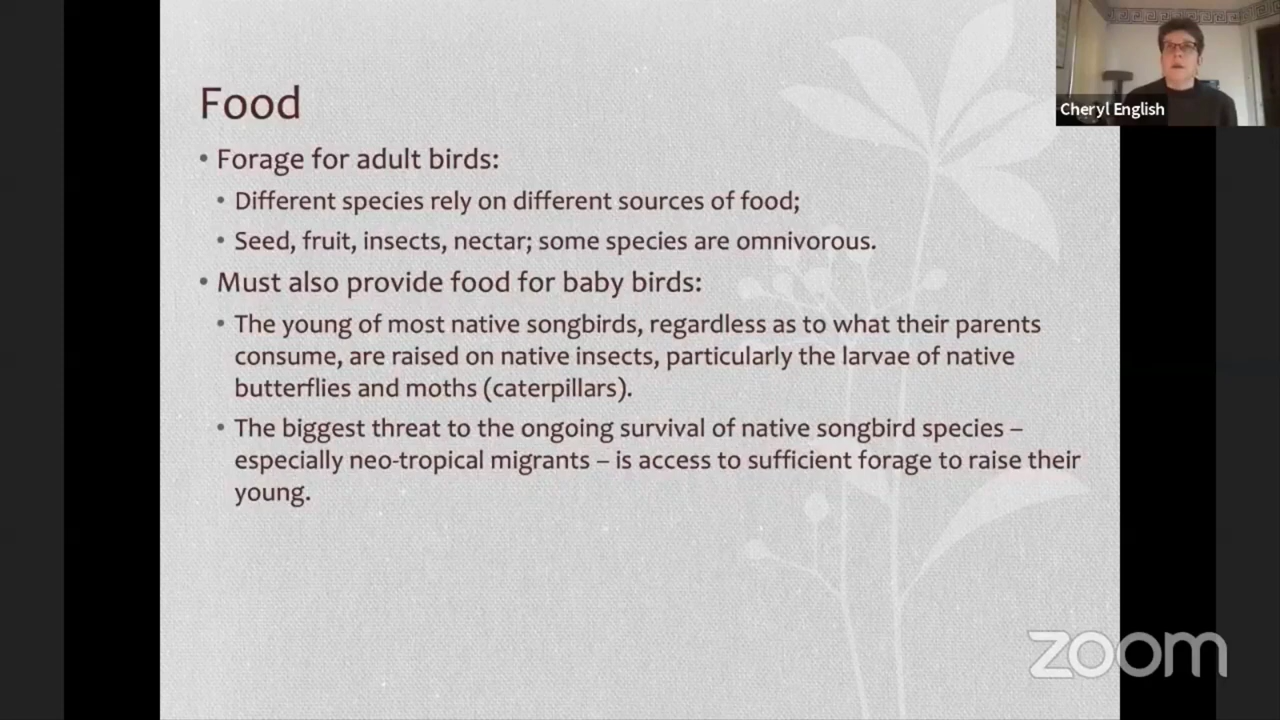 Food
• Forage for adult birds:
• Different species rely on different sources of food;
• Seed, fruit, insects, nectar; some species are omnivorous.
• Must also provide food for baby birds:
• The young of most native songbirds, regardless as to what their parents
consume, are raised on native insects, particularly the larvae of native
butterflies and moths (caterpillars).
• The biggest threat to the ongoing survival of native songbird species –
especially neo-tropical migrants – is access to sufficient forage to raise their
young.
Cheryl English
zoom